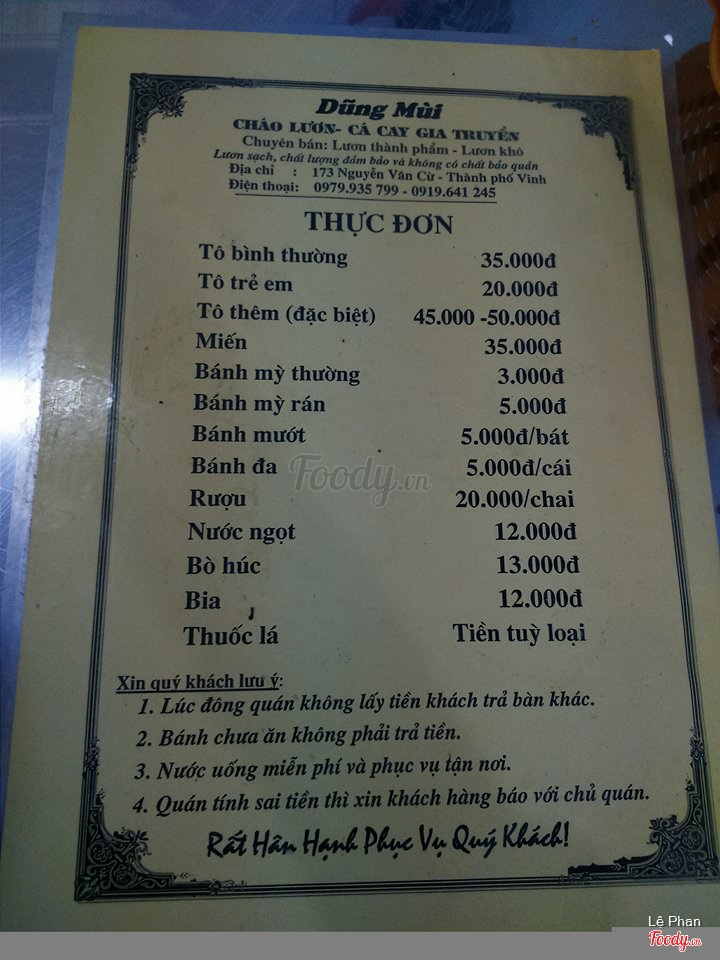 Dũng Mùi
CHÁO LƯƠN- CÀ CAY GIA TRUYỀN
Chuyên bán: Lươn thành phẩm - Lươn khô
Lươn sạch, chất lượng đảm bảo và không có chất bảo quản
Địa chỉ : 173 Nguyễn Văn Cừ - Thành phố Vinh
Điện thoại: 0979.935 799 - 0919.641 245
THỰC ĐƠN
Tô bình thường 35.000đ
Tô trẻ em 20.000đ
Tô thêm (đặc biệt) 45.000 -50.000đ
Miến 35.000đ
Bánh mỳ thường 3.000đ
Bánh mỳ rán 5.000đ
Bánh mướt 5.000đ/bát
Bánh đa 5.000đ/cái
Foody.vn
Rượu 20.000/chai
Nước ngọt 12.000đ
Bò húc 13.000đ
Bia 12.000đ
Thuốc lá Tiền tuỳ loại
Xin quý khách lưu ý:
1. Lúc đông quán không lấy tiền khách trả bàn khác.
2. Bánh chưa ăn không phải trả tiền.
3. Nước uống miễn phí và phục vụ tận nơi.
4. Quán tính sai tiền thì xin khách hàng báo với chủ quán.
Rất Hân Hạnh Phục Vụ Quý Khách!
Lê Phan
Foody.vn